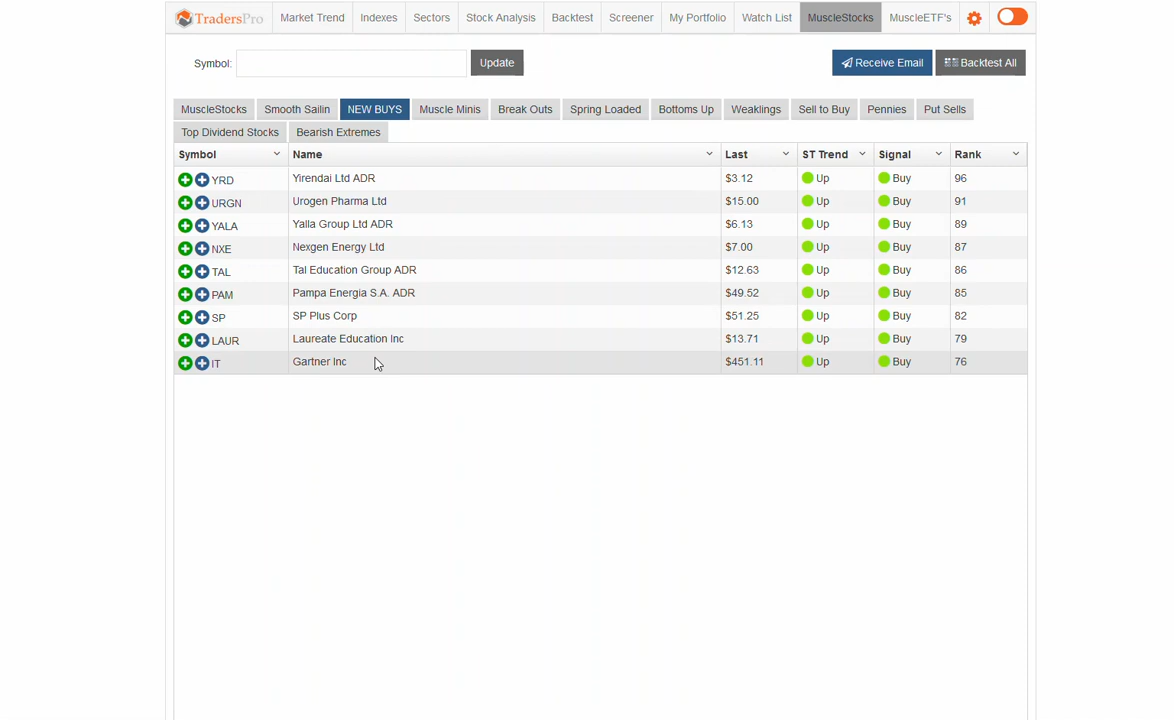 TradersPro Market Trend Indexes Sectors Stock Analysis Backtest Screener My Portfolio Watch List MuscleStocks MuscleETF's
Symbol: Update Receive Email Backtest All
MuscleStocks Smooth Sailin NEW BUYS Muscle Minis Break Outs Spring Loaded Bottoms Up Weaklings Sell to Buy Pennies Put Sells
Top Dividend Stocks Bearish Extremes
Symbol Name Last ST Trend Signal Rank
YRD Yirendai Ltd ADR $3.12 Up Buy 96
URGN Urogen Pharma Ltd $15.00 Up Buy 91
YALA Yalla Group Ltd ADR $6.13 Up Buy 89
NXE Nexgen Energy Ltd $7.00 Up Buy 87
TAL Tal Education Group ADR $12.63 Up Buy 86
PAM Pampa Energia S.A. ADR $49.52 Up Buy 85
SP SP Plus Corp $51.25 Up Buy 82
LAUR Laureate Education Inc $13.71 Up Buy 79
IT Gartner Inc $451.11 Up Buy 76